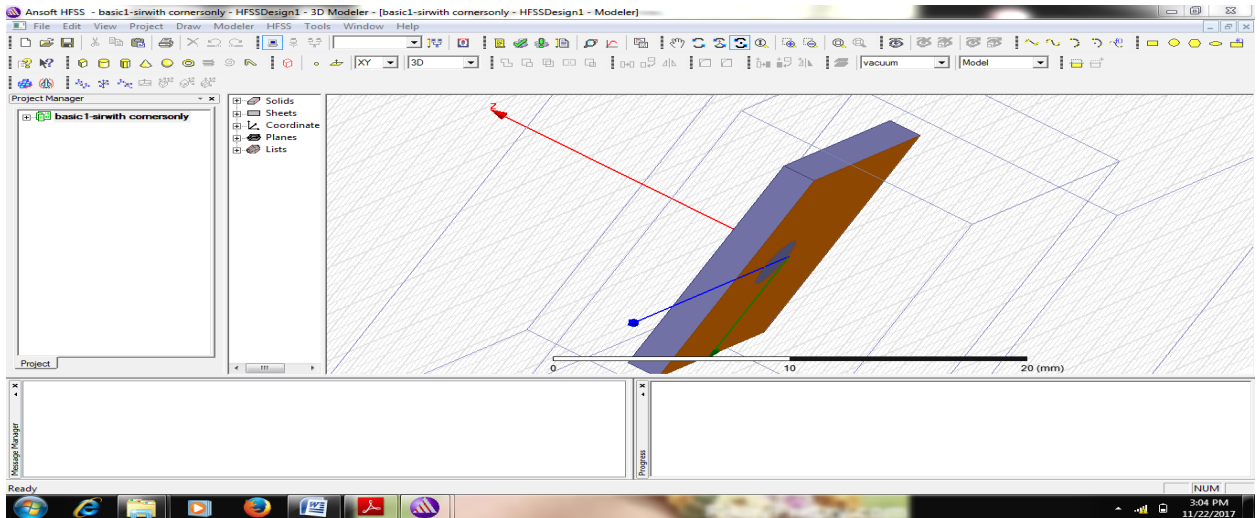 Ansoft HFSS - basic1-sirwith cornersonly - HFSSDesign1 - 3D Modeler - [basic1-sirwith cornersonly - HFSSDesign1 - Modeler]
File Edit View Project Draw Modeler HFSS Tools Window Help
XY 3D vacuum Model
Project Manager
basic1-sirwith cornersonly
Solids
Sheets
Coordinate
Planes
Lists
Z
0 10 20 (mm)
Project
Message Manager
Progress
Ready
NUM
3:04 PM
11/22/2017